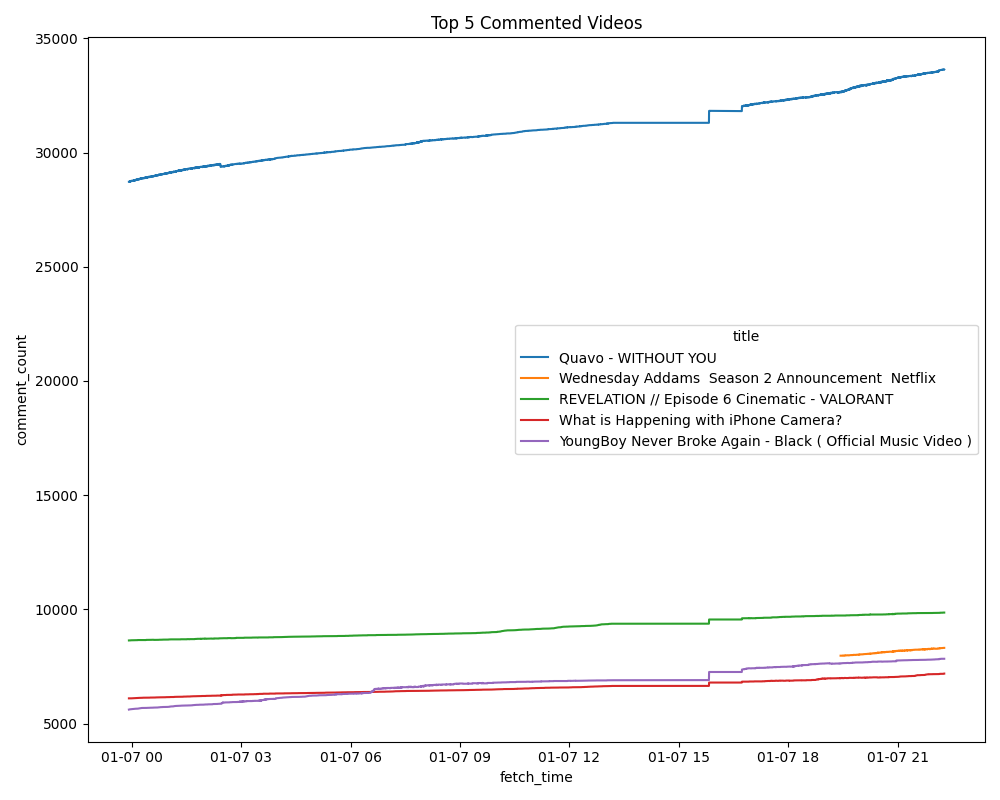 Top 5 Commented Videos
35000
30000
25000
20000
15000
10000
5000
comment_count
title
Quavo - WITHOUT YOU
Wednesday Addams  Season 2 Announcement  Netflix
REVELATION // Episode 6 Cinematic - VALORANT
What is Happening with iPhone Camera?
YoungBoy Never Broke Again - Black ( Official Music Video )
01-07 00 01-07 03 01-07 06 01-07 09 01-07 12 01-07 15 01-07 18 01-07 21
fetch_time